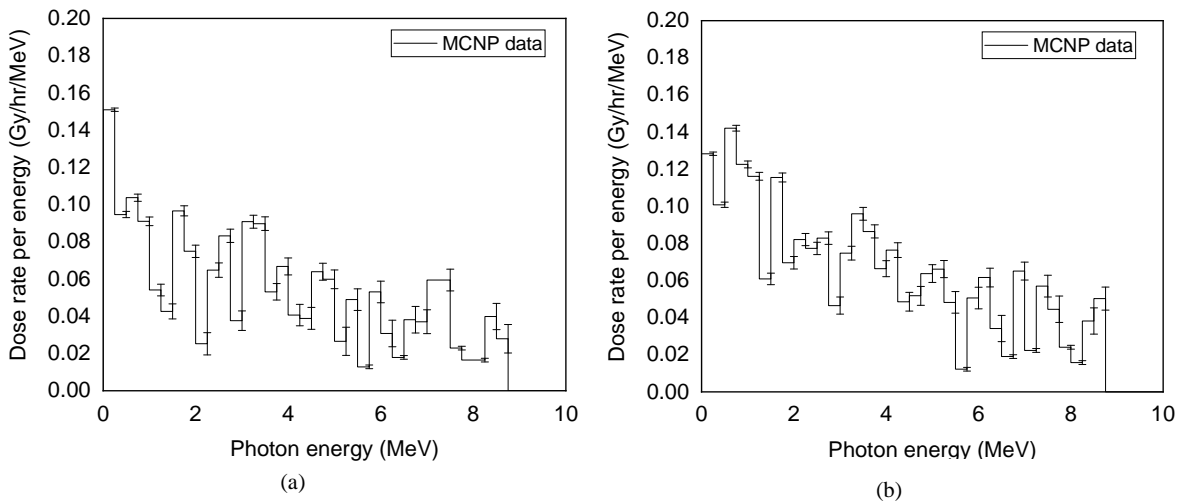 0.20
0.18
0.16
0.14
0.12
0.10
0.08
0.06
0.04
0.02
0.00
Dose rate per energy (Gy/hr/MeV)
MCNP data
0 2 4 6 8 10
Photon energy (MeV)
(a)
0.20
0.18
0.16
0.14
0.12
0.10
0.08
0.06
0.04
0.02
0.00
Dose rate per energy (Gy/hr/MeV)
MCNP data
0 2 4 6 8 10
Photon energy (MeV)
(b)